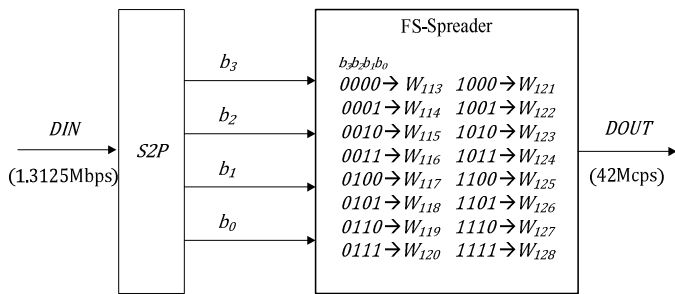 FS-Spreader
b₃b₂b₁b₀
0000→W₁₁₃ 1000→W₁₂₁
0001→W₁₁₄ 1001→W₁₂₂
0010→W₁₁₅ 1010→W₁₂₃
0011→W₁₁₆ 1011→W₁₂₄
0100→W₁₁₇ 1100→W₁₂₅
0101→W₁₁₈ 1101→W₁₂₆
0110→W₁₁₉ 1110→W₁₂₇
0111→W₁₂₀ 1111→W₁₂₈
DIN
(1.3125Mbps)
S2P
b₃
b₂
b₁
b₀
DOUT
(42Mcps)